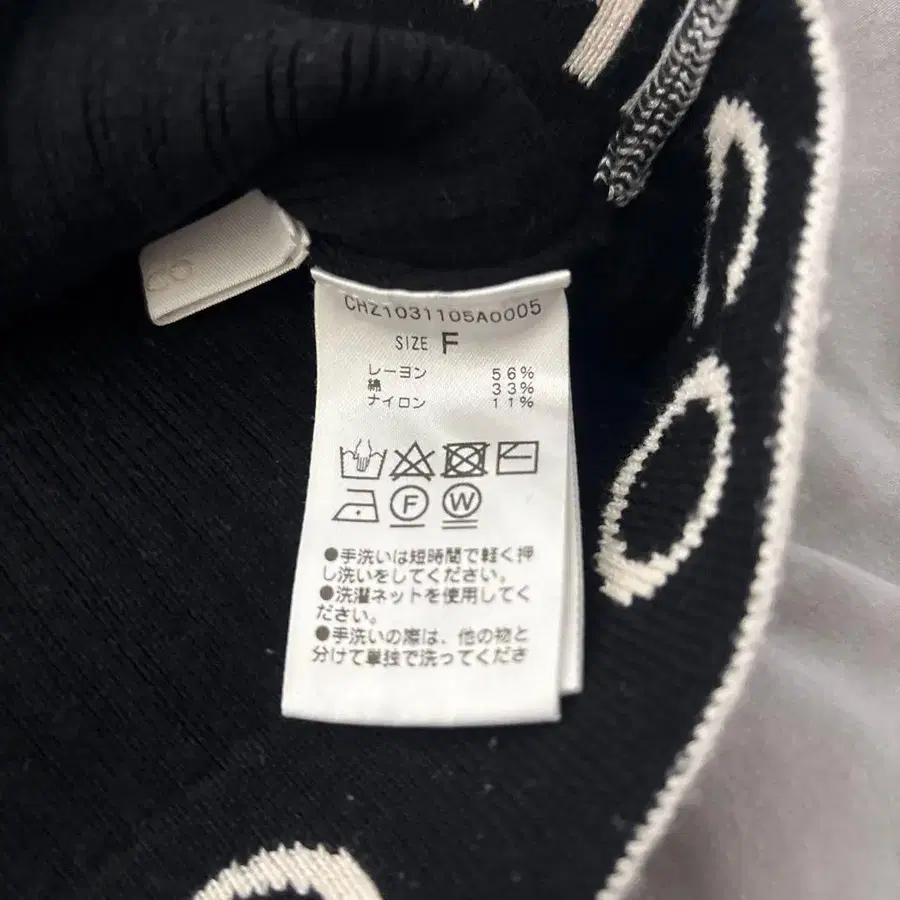 CO
CHZ1031105A0005
SIZE F
レーヨン 56%
綿 33%
ナイロン 11%
F W
●手洗いは短時間で軽く押
し洗いをしてください。
●洗濯ネットを使用してく
ださい。
●手洗いの際は、他の物と
分けて単独で洗ってくださ